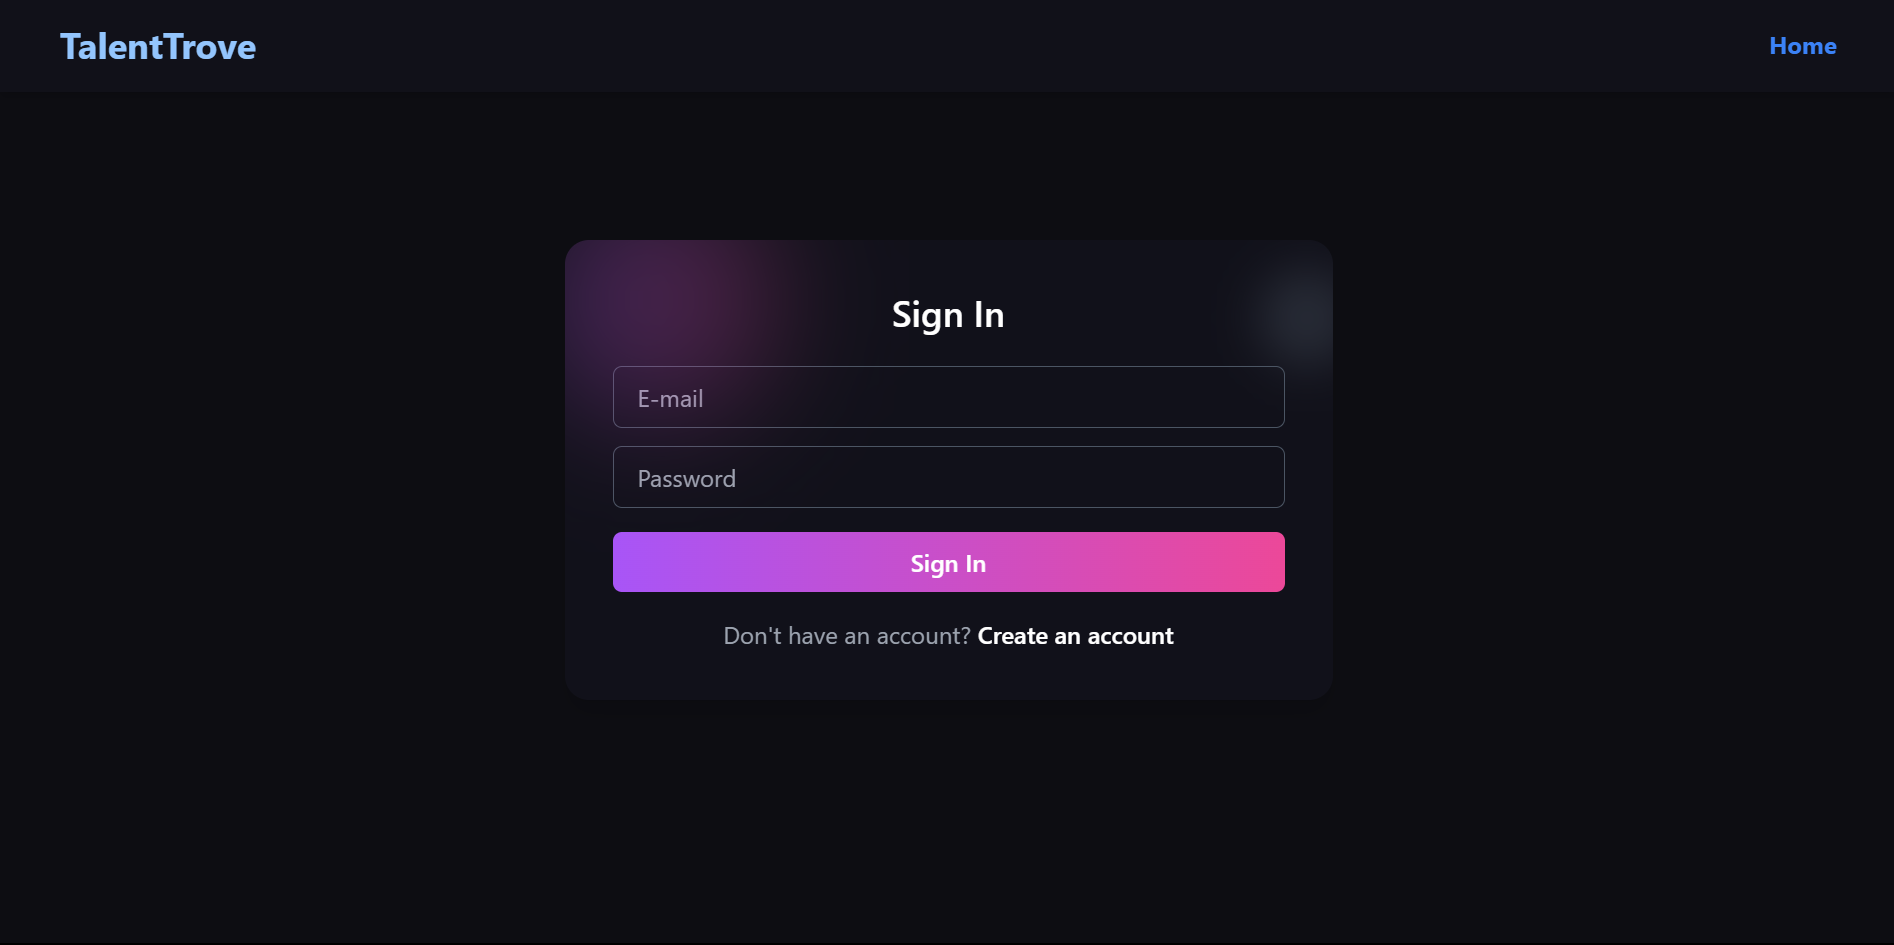 TalentTrove
Home
Sign In
E-mail
Password
Sign In
Don't have an account? Create an account